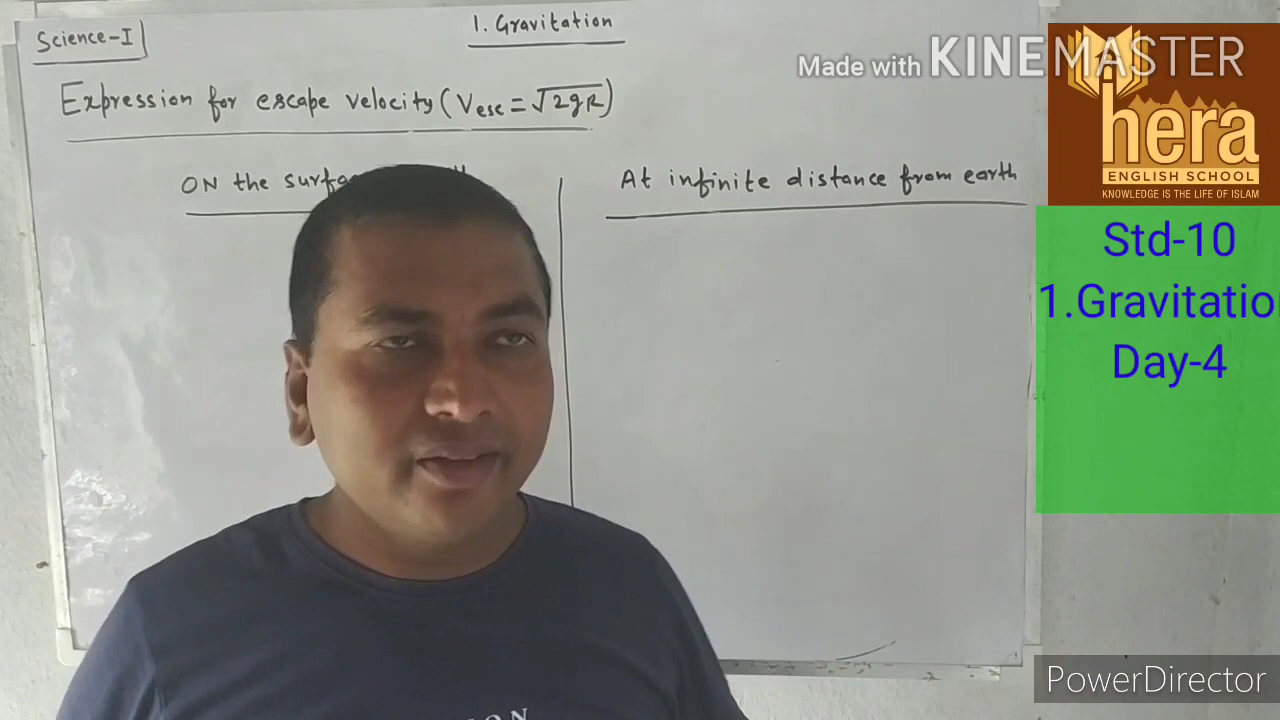 Science-I
1. Gravitation
Expression for escape velocity (Vesc = √2gR)
ON the surf
At infinite distance from earth
Made with KINEMASTER
hera
ENGLISH SCHOOL
KNOWLEDGE IS THE LIFE OF ISLAM
Std-10
1.Gravitation
Day-4
PowerDirector